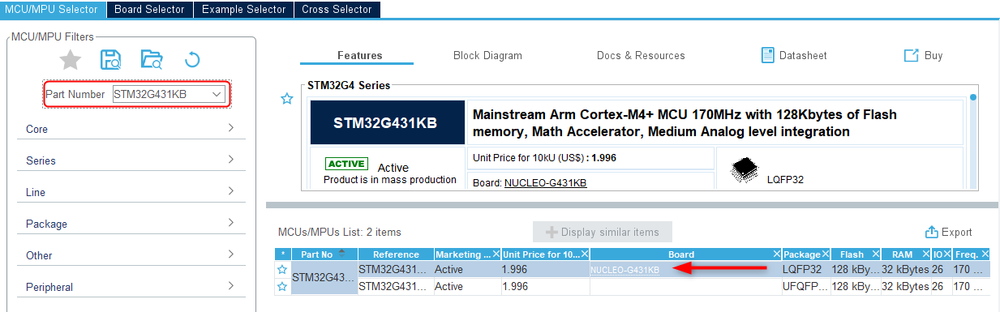 MCU/MPU Selector Board Selector Example Selector Cross Selector
MCU/MPU Filters
Part Number STM32G431KB
Core
Series
Line
Package
Other
Peripheral
Features Block Diagram Docs & Resources Datasheet Buy
STM32G4 Series
STM32G431KB
Mainstream Arm Cortex-M4+ MCU 170MHz with 128Kbytes of Flash
memory, Math Accelerator, Medium Analog level integration
ACTIVE Active
Product is in mass production
Unit Price for 10kU (US$) : 1.996
Board: NUCLEO-G431KB
LQFP32
MCUs/MPUs List: 2 items + Display similar items Export
* Part No Reference Marketing ... Unit Price for 10... Board Package Flash RAM IO Freq.
STM32G43... STM32G431... Active 1.996 NUCLEO-G431KB LQFP32 128 kBy... 32 kBytes 26 170 ...
STM32G431... Active 1.996 UFQFP... 128 kBy... 32 kBytes 26 170 ...